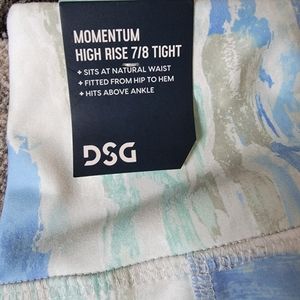 MOMENTUM
HIGH RISE 7/8 TIGHT
+ SITS AT NATURAL WAIST
+ FITTED FROM HIP TO HEM
+ HITS ABOVE ANKLE
DSG